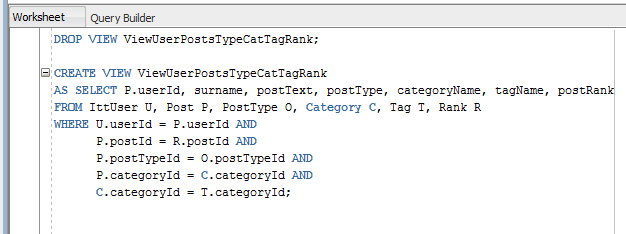 Worksheet Query Builder
DROP VIEW ViewUserPostsTypeCatTagRank;
CREATE VIEW ViewUserPostsTypeCatTagRank
AS SELECT P.userId, surname, postText, postType, categoryName, tagName, postRank
FROM IttUser U, Post P, PostType O, Category C, Tag T, Rank R
WHERE U.userId = P.userId AND
P.postId = R.postId AND
P.postTypeId = O.postTypeId AND
P.categoryId = C.categoryId AND
C.categoryId = T.categoryId;